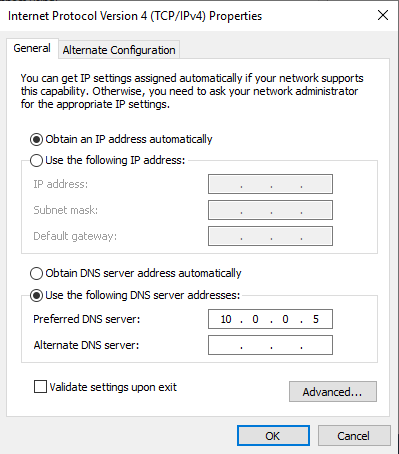 Internet Protocol Version 4 (TCP/IPv4) Properties
General Alternate Configuration
You can get IP settings assigned automatically if your network supports
this capability. Otherwise, you need to ask your network administrator
for the appropriate IP settings.
Obtain an IP address automatically
Use the following IP address:
IP address: . . .
Subnet mask: . . .
Default gateway: . . .
Obtain DNS server address automatically
Use the following DNS server addresses:
Preferred DNS server: 10 . 0 . 0 . 5
Alternate DNS server: . . .
Validate settings upon exit
Advanced...
OK Cancel